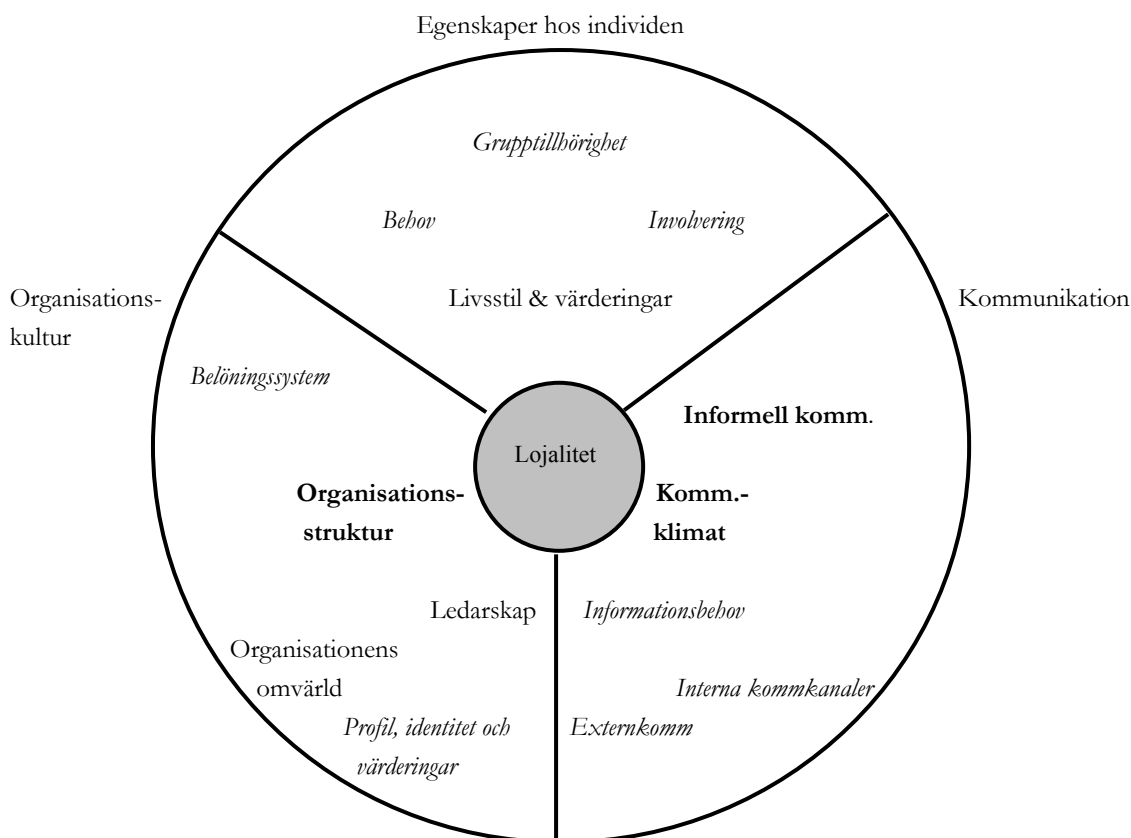 Egenskaper hos individen
Grupptillhörighet
Behov
Involvering
Livsstil & värderingar
Organisations-
kultur
Kommunikation
Belöningssystem
Informell komm.
Lojalitet
Organisations-
struktur
Komm.-
klimat
Ledarskap
Informationsbehov
Organisationens
omvärld
Interna kommkanaler
Profil, identitet och
värderingar
Externkomm